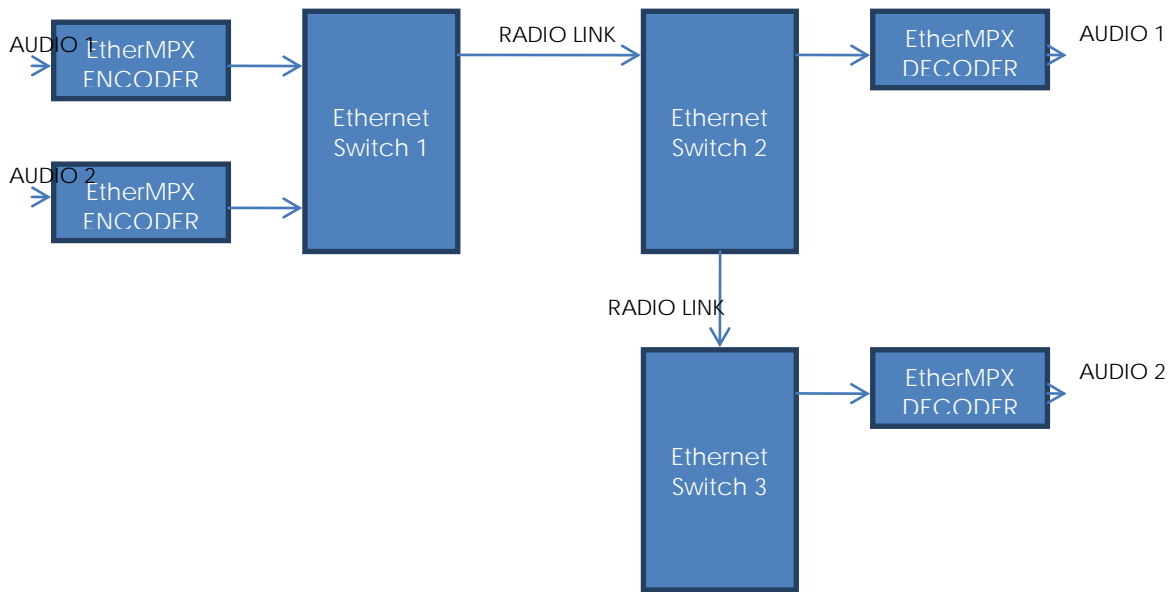 AUDIO 1
EtherMPX
ENCODER
AUDIO 2
EtherMPX
ENCODER
Ethernet
Switch 1
RADIO LINK
Ethernet
Switch 2
EtherMPX
DECODER
AUDIO 1
RADIO LINK
Ethernet
Switch 3
EtherMPX
DECODER
AUDIO 2